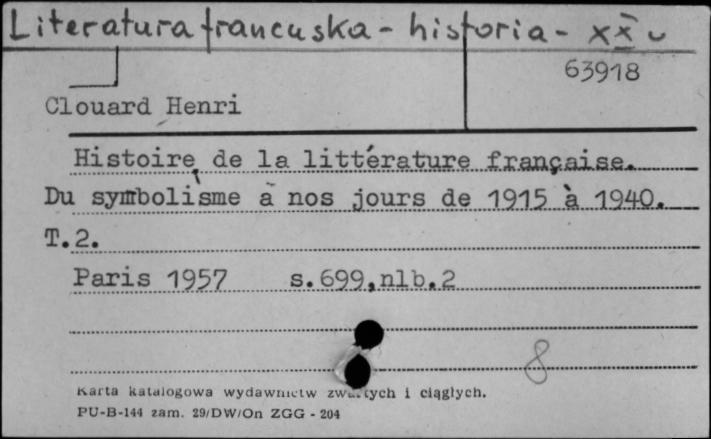 Literatura francuska - historia - XX w
63918
Clouard Henri
Histoire de la littérature française.
Du symbolisme à nos jours de 1915 à 1940.
T.2.
Paris 1957 s.699,nlb.2
8
Karta katalogowa wydawnictw zwartych i ciągłych.
PU-B-144 zam. 29/DW/On ZGG - 204